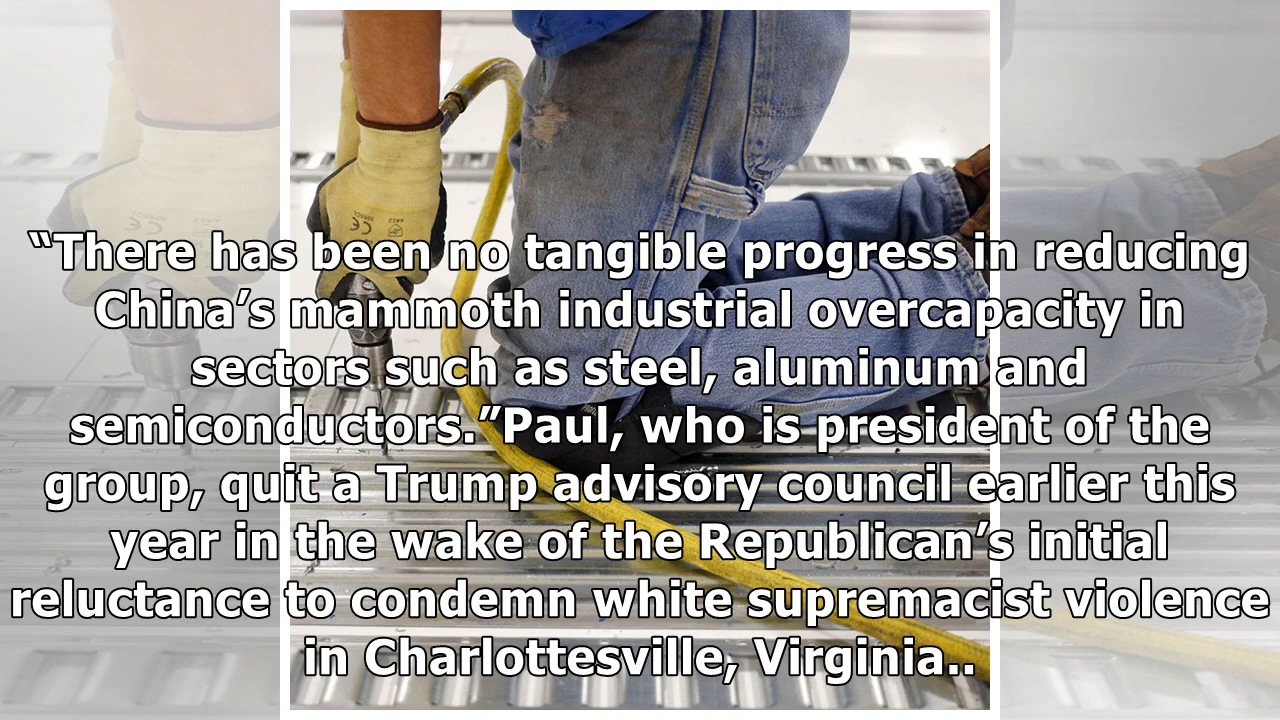 “There has been no tangible progress in reducing
China’s mammoth industrial overcapacity in
sectors such as steel, aluminum and
semiconductors.”Paul, who is president of the
group, quit a Trump advisory council earlier this
year in the wake of the Republican’s initial
reluctance to condemn white supremacist violence
in Charlottesville, Virginia..